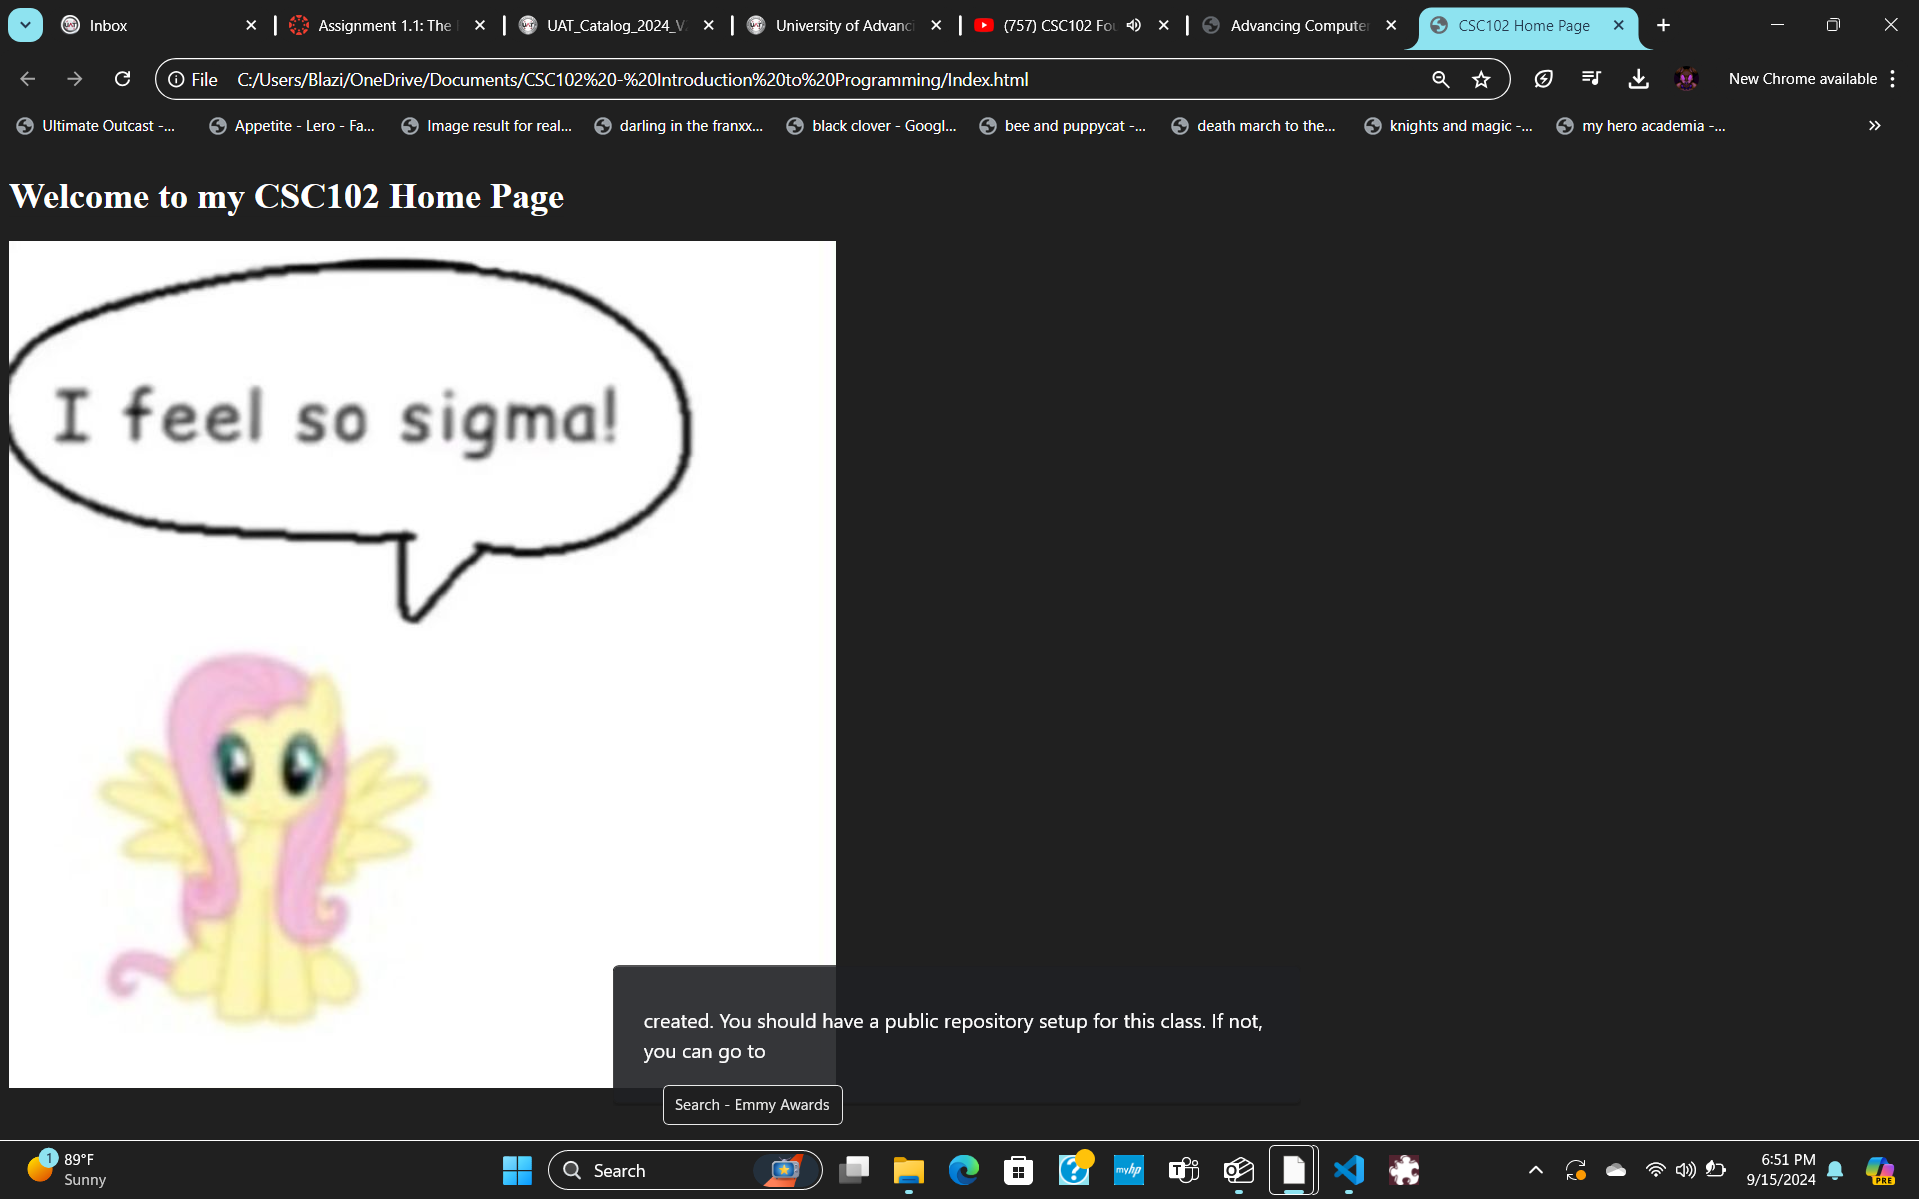 Inbox
Assignment 1.1: The
UAT_Catalog_2024_V
University of Advanci
(757) CSC102 Fou
Advancing Computer
CSC102 Home Page
File
C:/Users/Blazi/OneDrive/Documents/CSC102%20-%20Introduction%20to%20Programming/Index.html
New Chrome available
Ultimate Outcast -...
Appetite - Lero - Fa...
Image result for real...
darling in the franxx...
black clover - Googl...
bee and puppycat -...
death march to the...
knights and magic -...
my hero academia -...
Welcome to my CSC102 Home Page
I feel so sigma!
created. You should have a public repository setup for this class. If not,
you can go to
Search - Emmy Awards
1
89°F
Sunny
Search
myhp
6:51 PM
9/15/2024
PRE